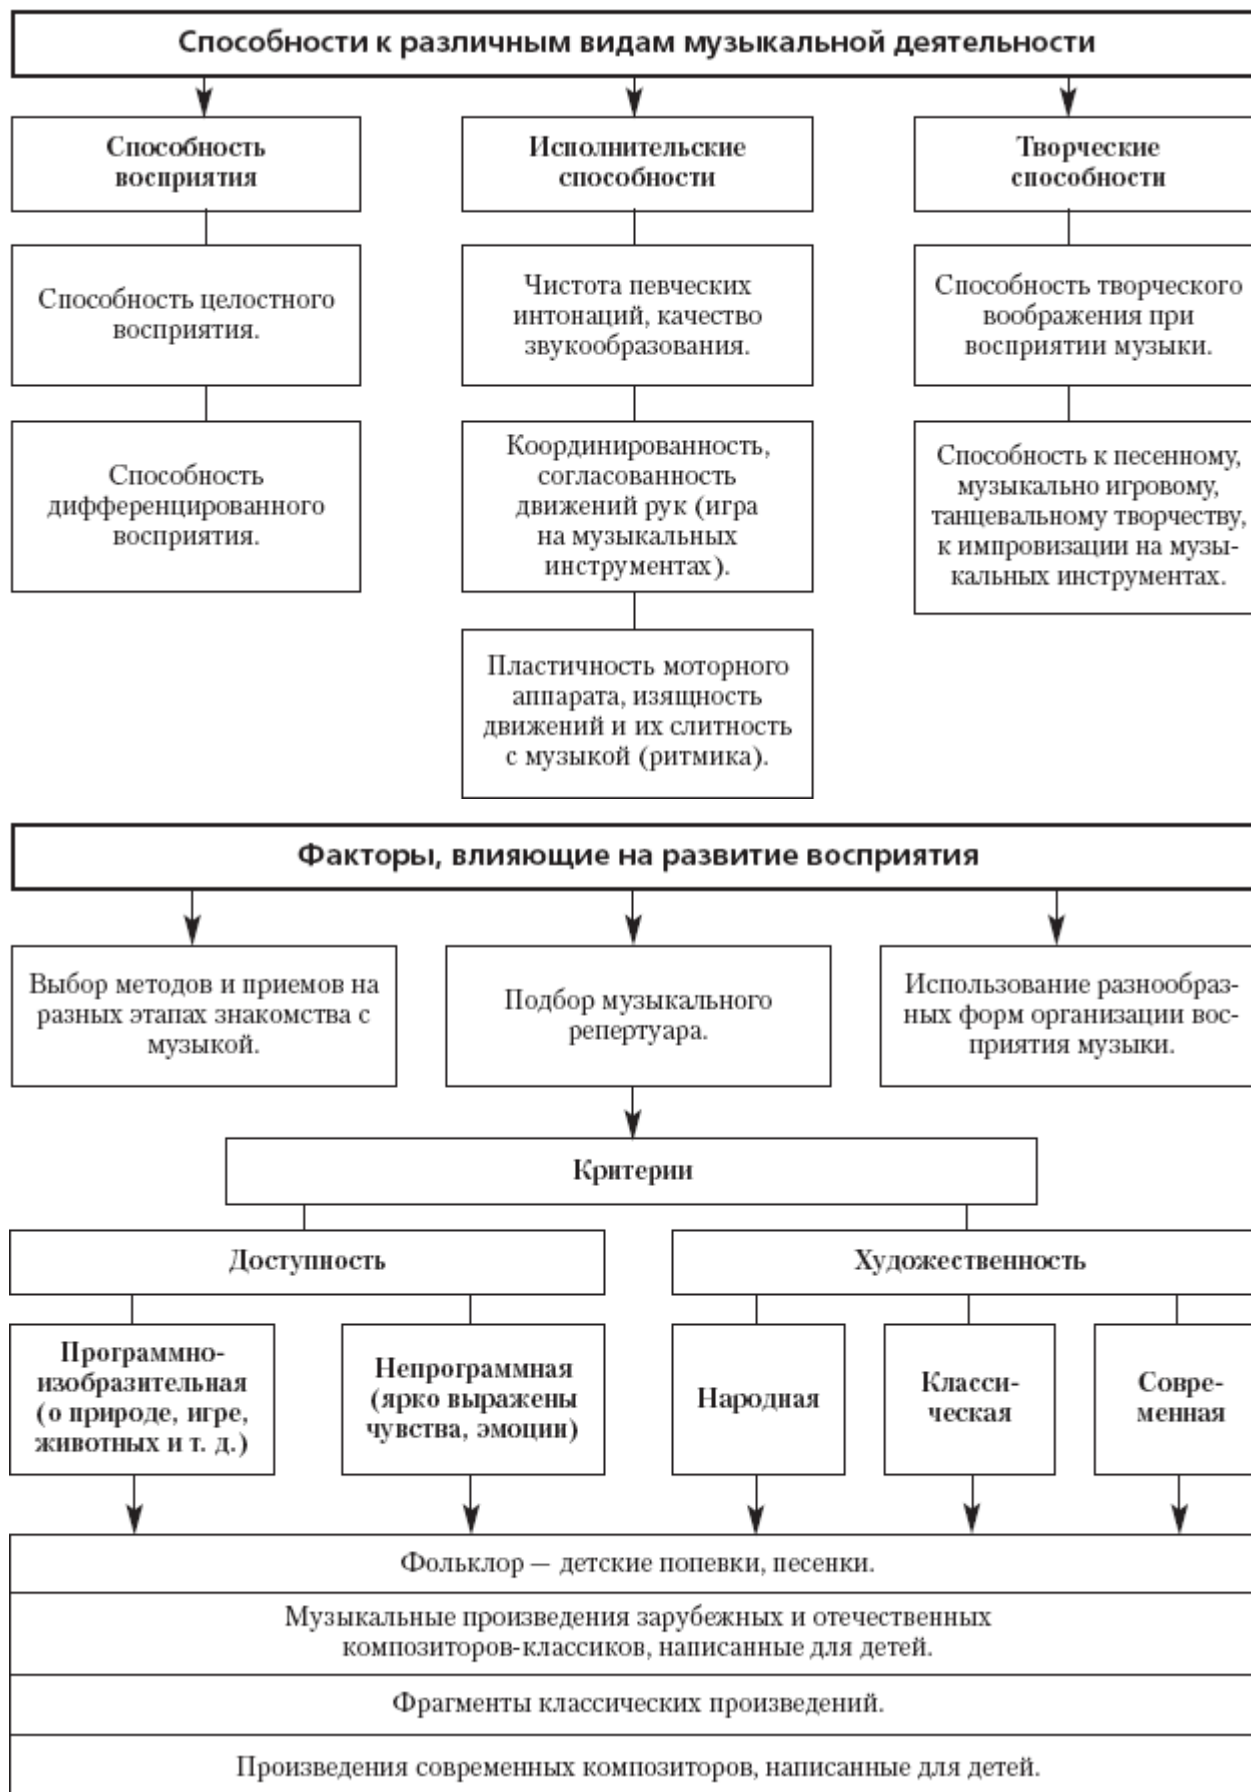 Способности к различным видам музыкальной деятельности
Способность
восприятия
Исполнительские
способности
Творческие
способности
Способность целостного
восприятия.
Чистота певческих
интонаций, качество
звукообразования.
Способность творческого
воображения при
восприятии музыки.
Способность
дифференцированного
восприятия.
Координированность,
согласованность
движений рук (игра
на музыкальных
инструментах).
Способность к песенному,
музыкально игровому,
танцевальному творчеству,
к импровизации на музы-
кальных инструментах.
Пластичность моторного
аппарата, изящность
движений и их слитность
с музыкой (ритмика).
Факторы, влияющие на развитие восприятия
Выбор методов и приемов на
разных этапах знакомства с
музыкой.
Подбор музыкального
репертуара.
Использование разнообраз-
ных форм организации вос-
приятия музыки.
Критерии
Доступность
Художественность
Программно-
изобразительная
(о природе, игре,
животных и т. д.)
Непрограммная
(ярко выражены
чувства, эмоции)
Народная
Класси-
ческая
Совре-
менная
Фольклор — детские попевки, песенки.
Музыкальные произведения зарубежных и отечественных
композиторов-классиков, написанные для детей.
Фрагменты классических произведений.
Произведения современных композиторов, написанные для детей.